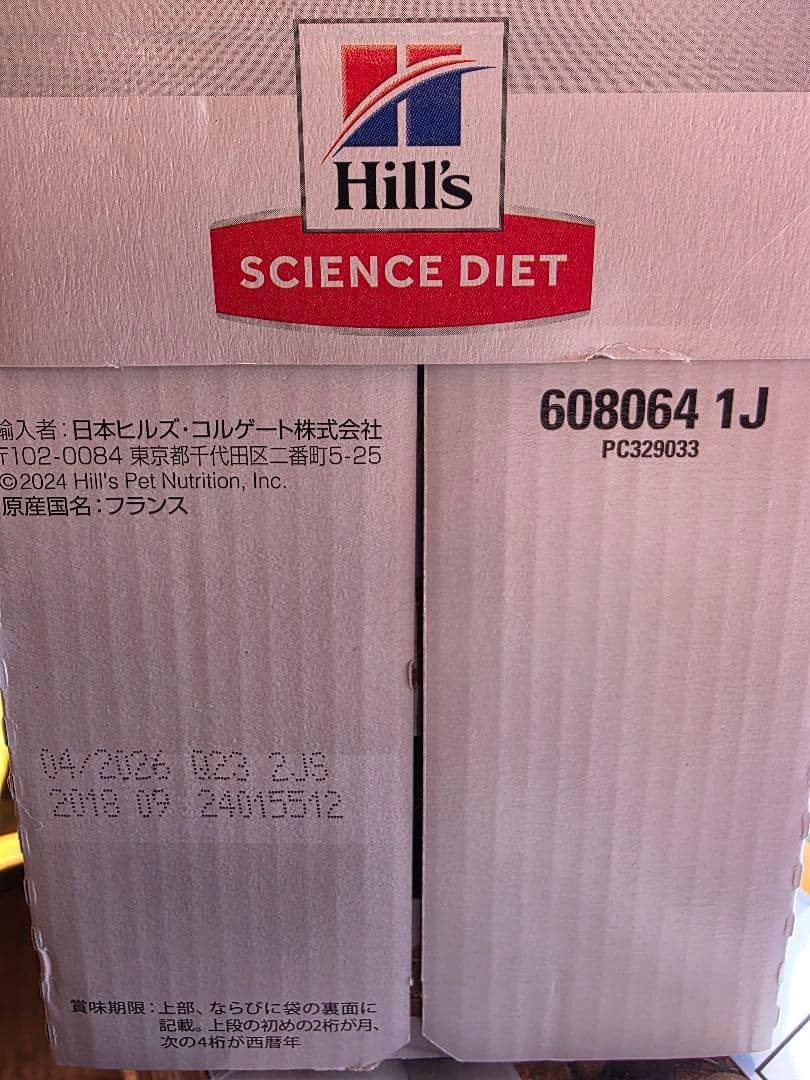 Hill's
SCIENCE DIET
輸入者：日本ヒルズ・コルゲート株式会社
〒102-0084 東京都千代田区二番町5-25
©2024 Hill's Pet Nutrition, Inc.
原産国名：フランス
608064 1J
PC329033
04/2026 Q23 2JS
2018 09 24015512
賞味期限：上部、ならびに袋の裏面に
記載。上段の初めの2桁が月、
次の4桁が西暦年